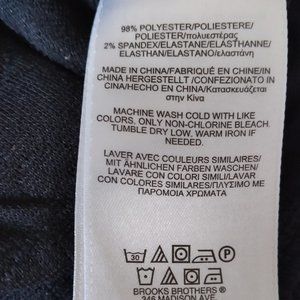 98% POLYESTER/POLIESTERE/
POLIESTER/πολυεστέρας
2% SPANDEX/ELASTANE/ELASTHANNE/
ELASTHAN/ELASTANO/ελαστάνη
MADE IN CHINA/FABRIQUÉ EN CHINE/IN
CHINA HERGESTELLT /CONFEZIONATO IN
CINA/HECHO EN CHINA/Κατασκευάζεται
στην Κίνα
MACHINE WASH COLD WITH LIKE
COLORS. ONLY NON-CHLORINE BLEACH.
TUMBLE DRY LOW. WARM IRON IF
NEEDED.
LAVER AVEC COULEURS SIMILAIRES/
MIT ÄHNLICHEN FARBEN WASCHEN/
LAVARE CON COLORI SIMILI/LAVAR
CON COLORES SIMILARES/ΠΛΥΣΙΜΟ ΜΕ
ΠΑΡΟΜΟΙΑ ΧΡΩΜΑΤΑ
30 P
BROOKS BROTHERS ®
346 MADISON AVE